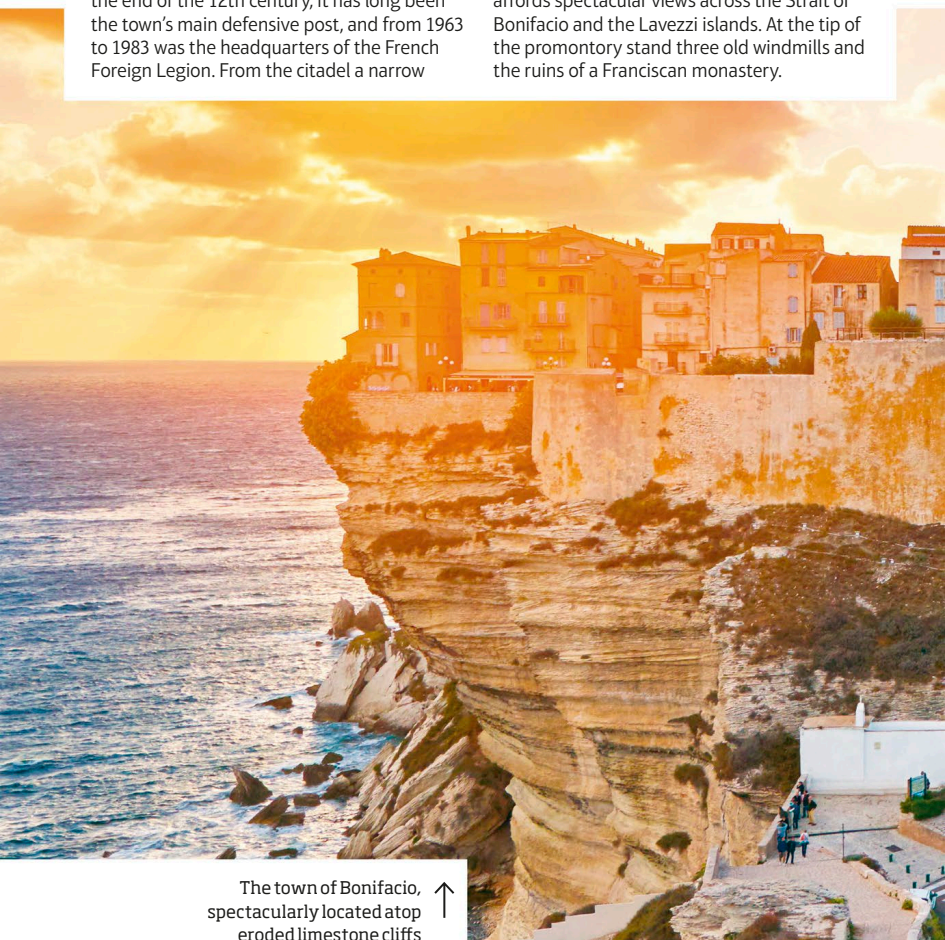 the end of the 12th century, it has long been
the town’s main defensive post, and from 1963
to 1983 was the headquarters of the French
Foreign Legion. From the citadel a narrow
affords spectacular views across the Strait of
Bonifacio and the Lavezzi islands. At the tip of
the promontory stand three old windmills and
the ruins of a Franciscan monastery.
The town of Bonifacio,
spectacularly located atop
eroded limestone cliffs